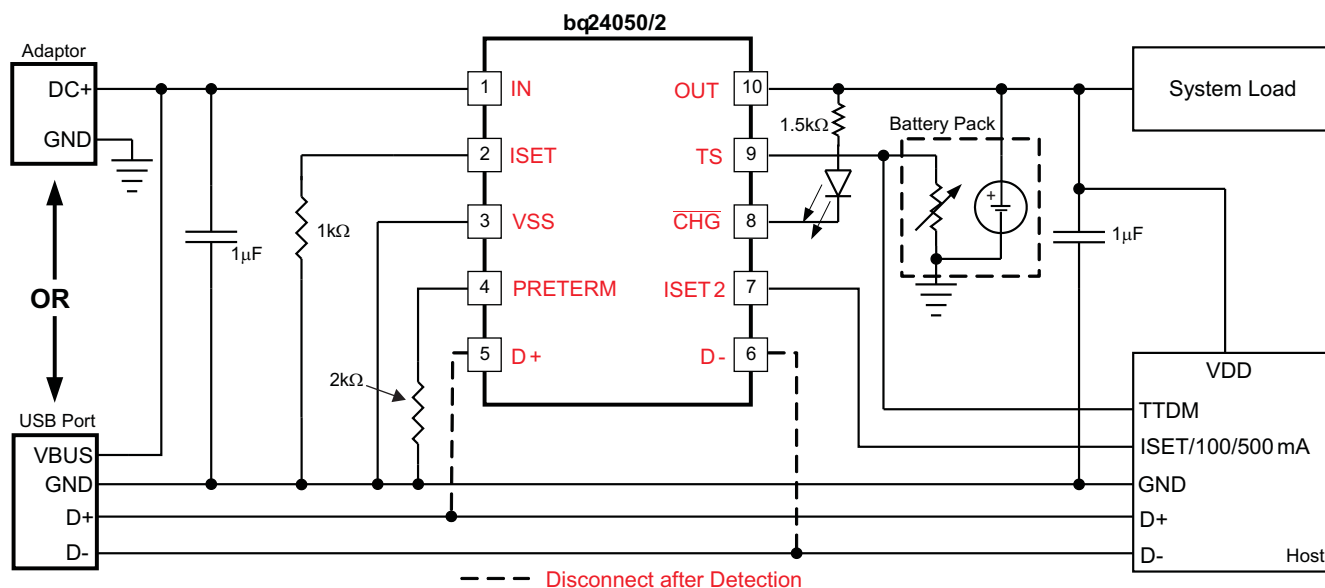 bq24050/2
Adaptor
DC+
GND
OR
USB Port
VBUS
GND
D+
D-
1μF
1kΩ
2kΩ
1 IN
2 ISET
3 VSS
4 PRETERM
5 D+
10 OUT
9 TS
8 CHG
7 ISET2
6 D-
1.5kΩ
Battery Pack
+
1μF
System Load
VDD
TTDM
ISET/100/500 mA
GND
D+
D-
Host
Disconnect after Detection